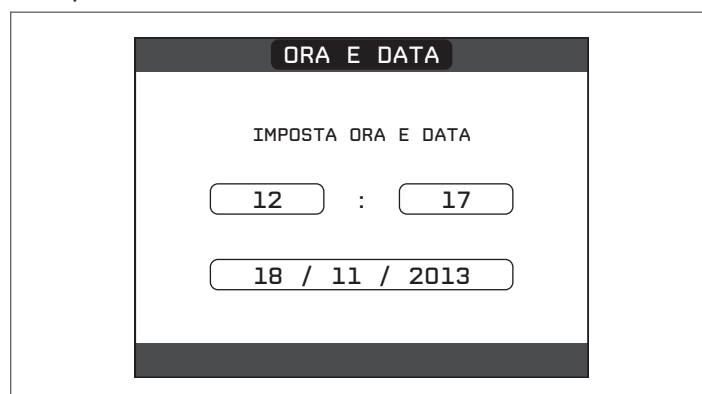 ORA E DATA
IMPOSTA ORA E DATA
12 : 17
18 / 11 / 2013